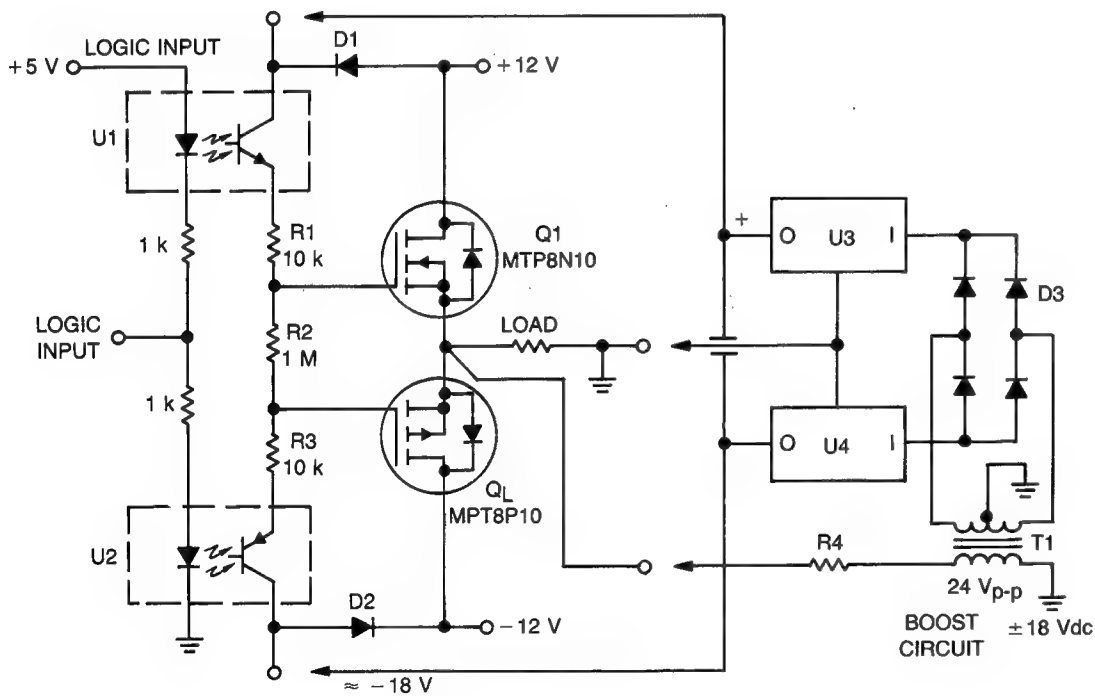 LOGIC INPUT
+5 V
D1
+12 V
U1
1 k
R1
10 k
Q1
MTP8N10
+
O U3 I
D3
LOGIC
INPUT
R2
1 M
LOAD
1 k
R3
10 k
O U4 I
QL
MPT8P10
U2
R4
T1
24 Vp-p
D2
−12 V
BOOST
CIRCUIT
±18 Vdc
≈ −18 V